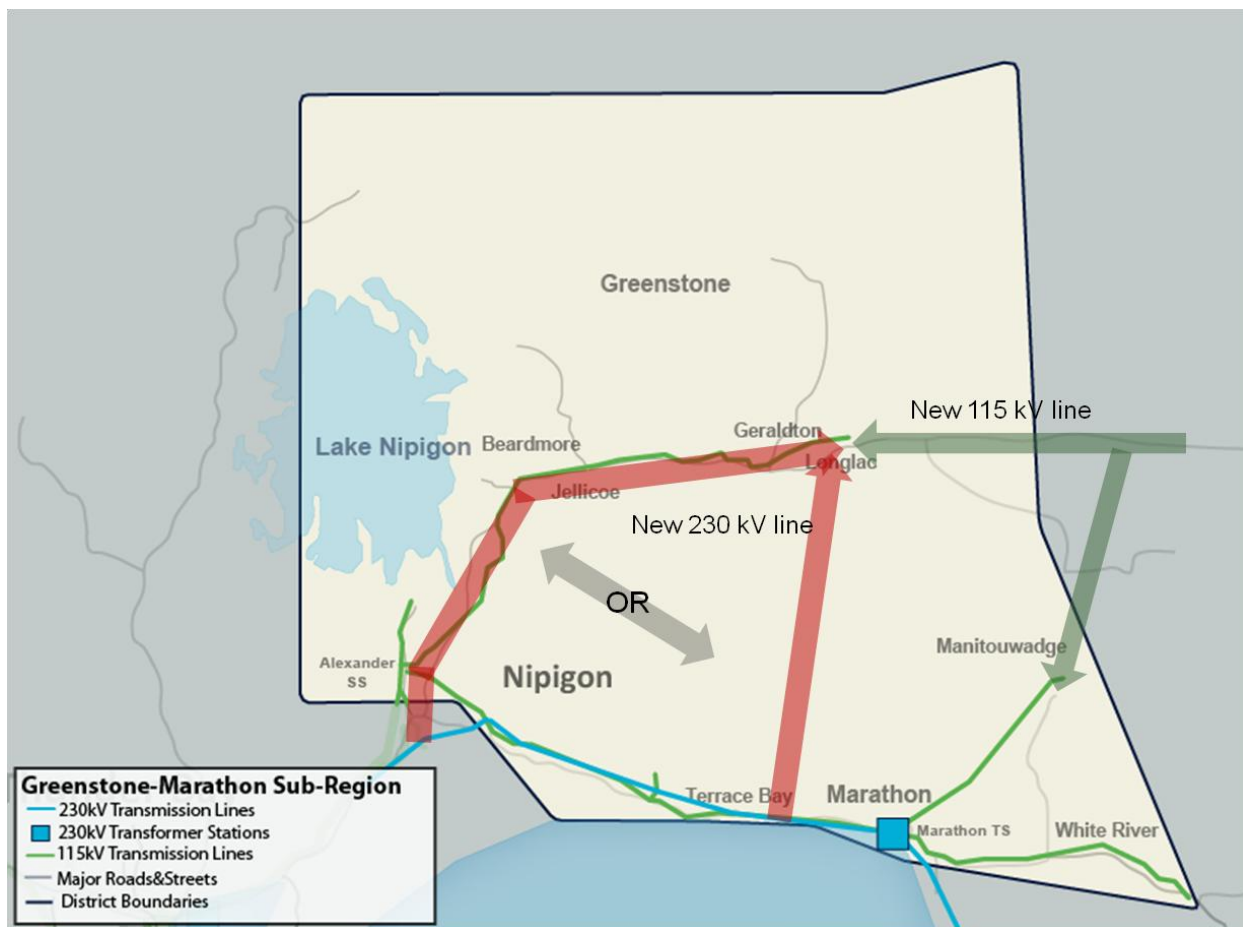 Greenstone
New 115 kV line
Geraldton
Lake Nipigon
Beardmore
Longlac
Jellicoe
New 230 kV line
OR
Manitouwadge
Alexander
SS
Nipigon
Terrace Bay
Marathon
Marathon TS
White River
Greenstone-Marathon Sub-Region
230kV Transmission Lines
230kV Transformer Stations
115kV Transmission Lines
Major Roads&Streets
District Boundaries